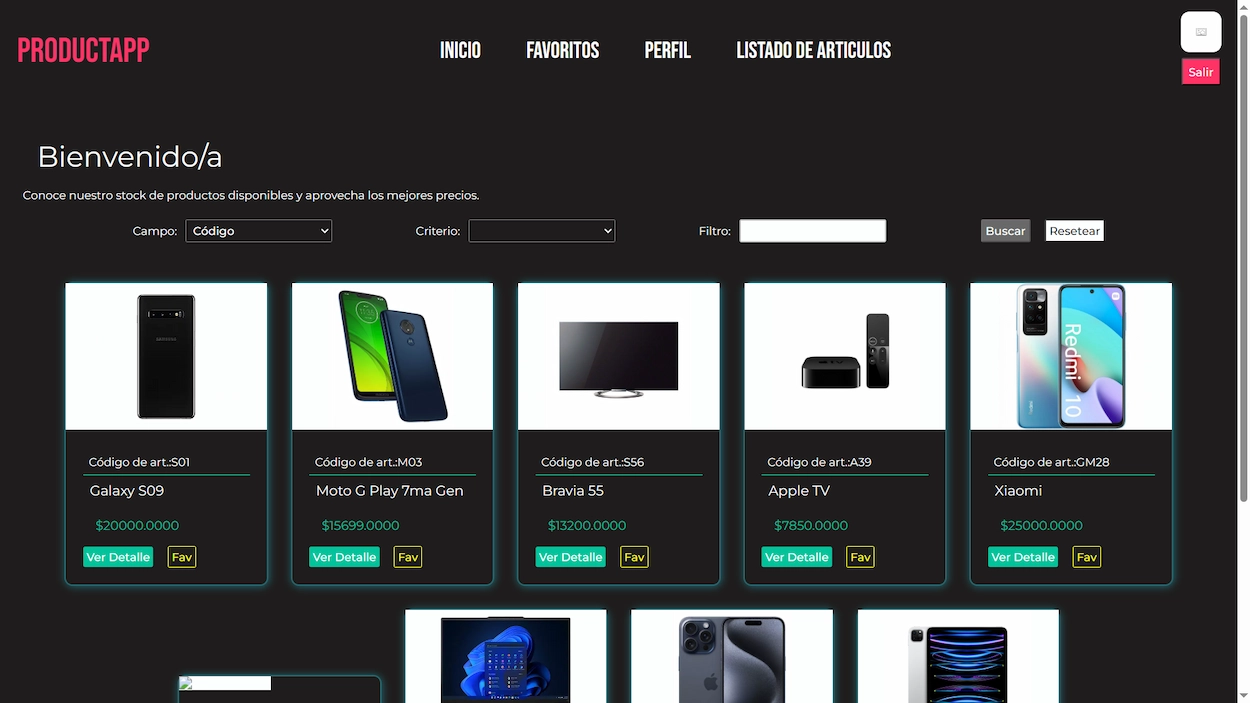 PRODUCTAPP
INICIO
FAVORITOS
PERFIL
LISTADO DE ARTICULOS
Salir
Bienvenido/a
Conoce nuestro stock de productos disponibles y aprovecha los mejores precios.
Campo:
Código
Criterio:
Filtro:
Buscar
Resetear
SAMSUNG
Redmi 10
Código de art.:S01
Galaxy S09
$20000.0000
Ver Detalle
Fav
Código de art.:M03
Moto G Play 7ma Gen
$15699.0000
Ver Detalle
Fav
Código de art.:S56
Bravia 55
$13200.0000
Ver Detalle
Fav
Código de art.:A39
Apple TV
$7850.0000
Ver Detalle
Fav
Código de art.:GM28
Xiaomi
$25000.0000
Ver Detalle
Fav